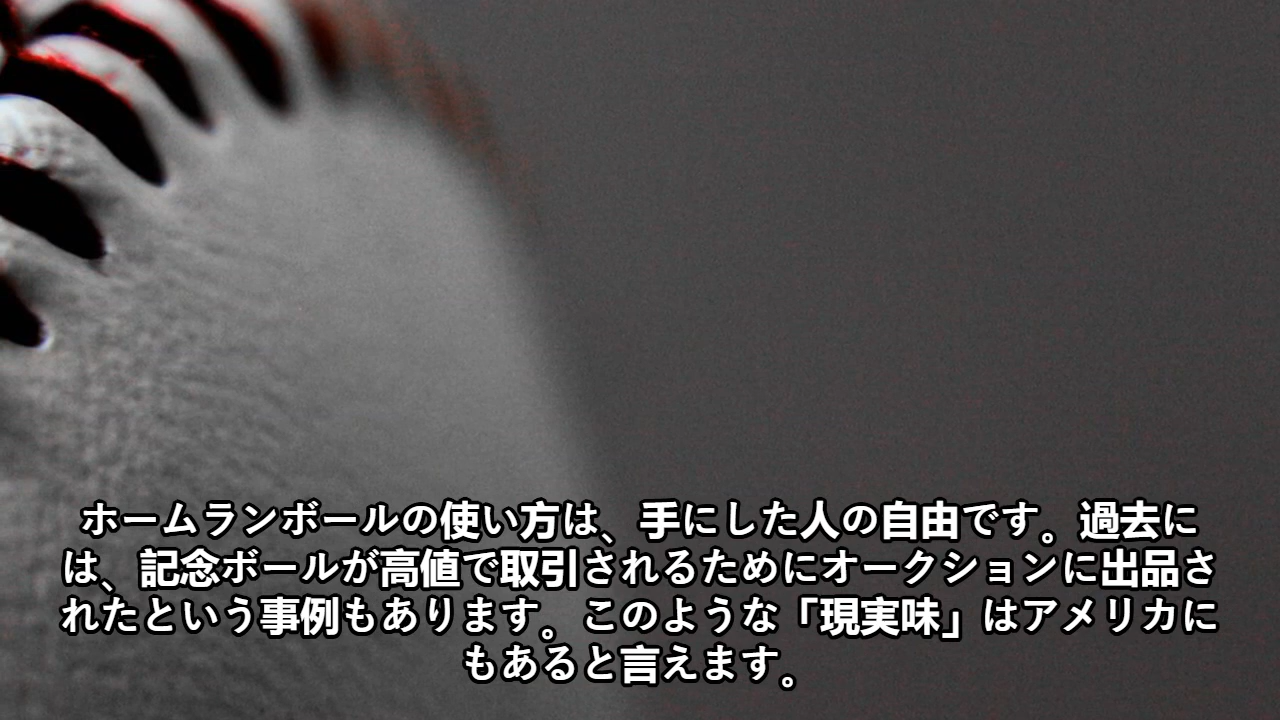 ホームランボールの使い方は、手にした人の自由です。過去に
は、記念ボールが高値で取引されるためにオークションに出品さ
れたという事例もあります。このような「現実味」はアメリカに
もあると言えます。